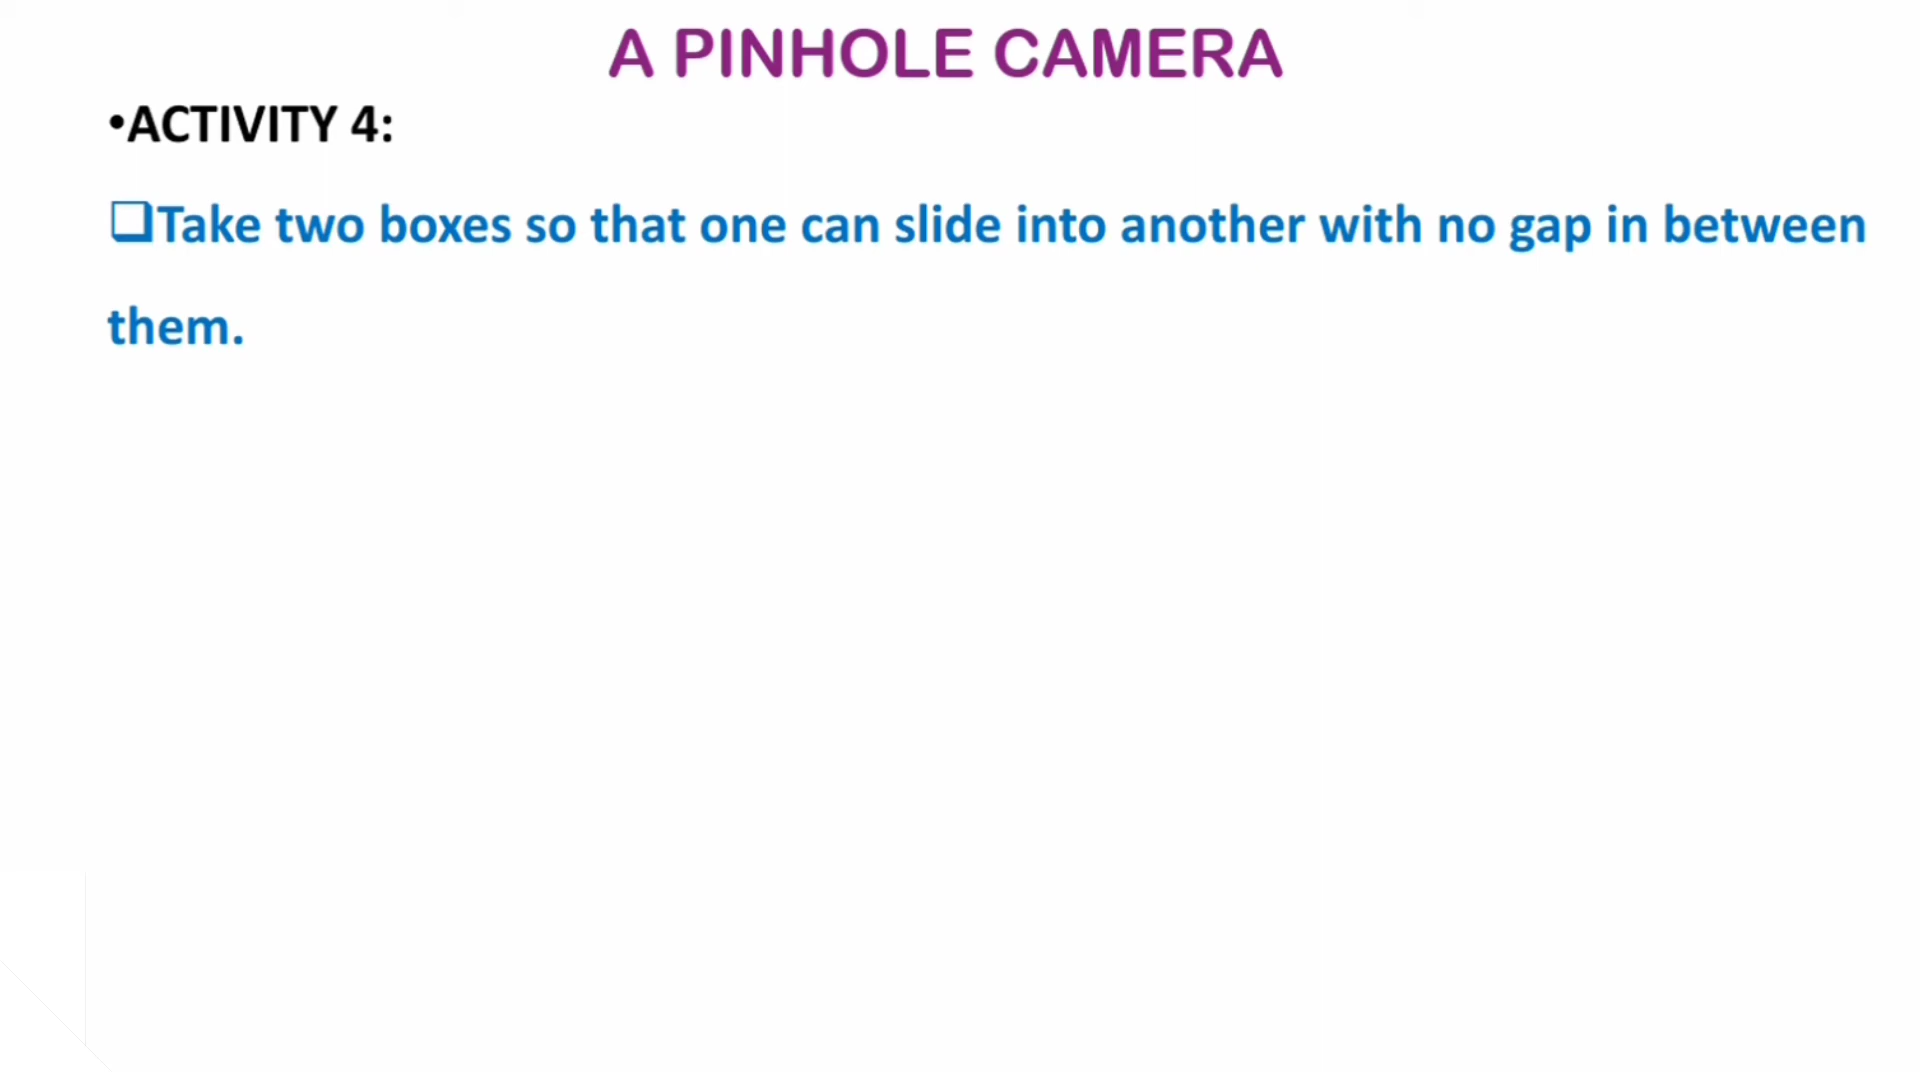 A PINHOLE CAMERA
•ACTIVITY 4:
❑Take two boxes so that one can slide into another with no gap in between
them.